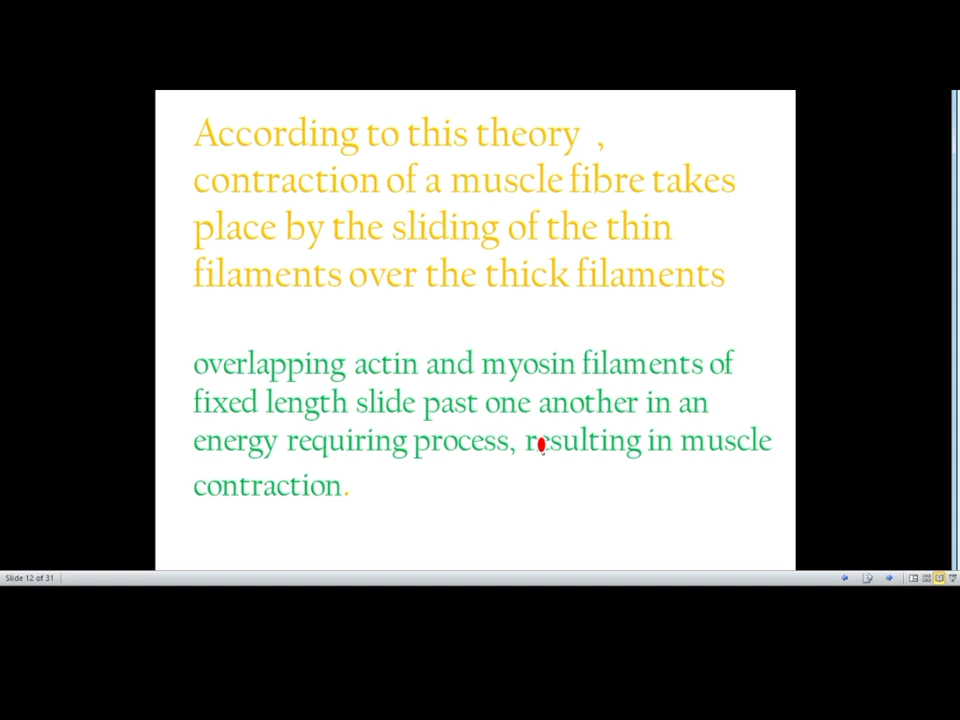 According to this theory ,
contraction of a muscle fibre takes
place by the sliding of the thin
filaments over the thick filaments
overlapping actin and myosin filaments of
fixed length slide past one another in an
energy requiring process, resulting in muscle
contraction.
Slide 12 of 31